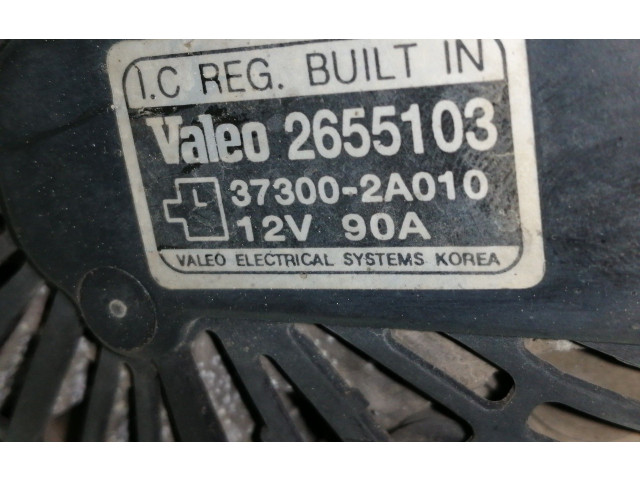 I.C REG. BUILT IN
Valeo 2655103
37300-2A010
12V 90A
VALEO ELECTRICAL SYSTEMS KOREA